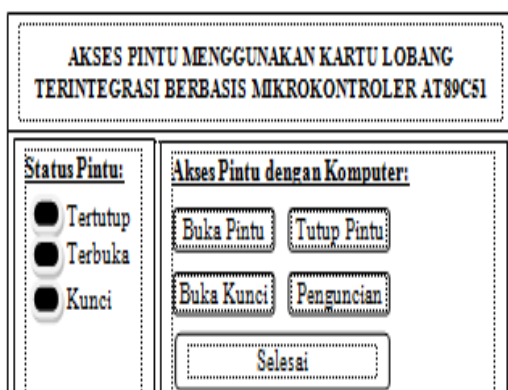 AKSES PINTU MENGGUNAKAN KARTU LOBANG
TERINTEGRASI BERBASIS MIKROKONTROLER AT89C51
Status Pintu:
Tertutup
Terbuka
Kunci
Akses Pintu dengan Komputer:
Buka Pintu Tutup Pintu
Buka Kunci Penguncian
Selesai